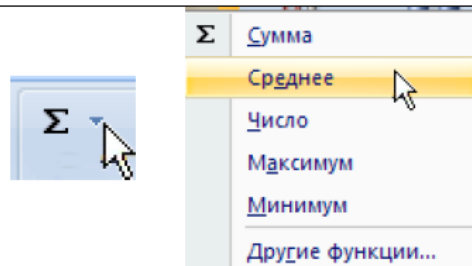 Σ
Σ Сумма
Среднее
Число
Максимум
Минимум
Другие функции...